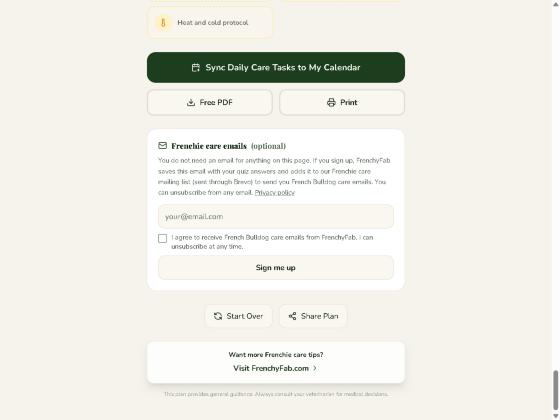 Heat and cold protocol
Sync Daily Care Tasks to My Calendar
Free PDF
Print
Frenchie care emails (optional)
You do not need an email for anything on this page. If you sign up, FrenchyFab
saves this email with your quiz answers and adds it to our Frenchie care
mailing list (sent through Brevo) to send you French Bulldog care emails. You
can unsubscribe from any email. Privacy policy
your@email.com
I agree to receive French Bulldog care emails from FrenchyFab. I can
unsubscribe at any time.
Sign me up
Start Over
Share Plan
Want more Frenchie care tips?
Visit FrenchyFab.com
This plan provides general guidance. Always consult your veterinarian for medical decisions.